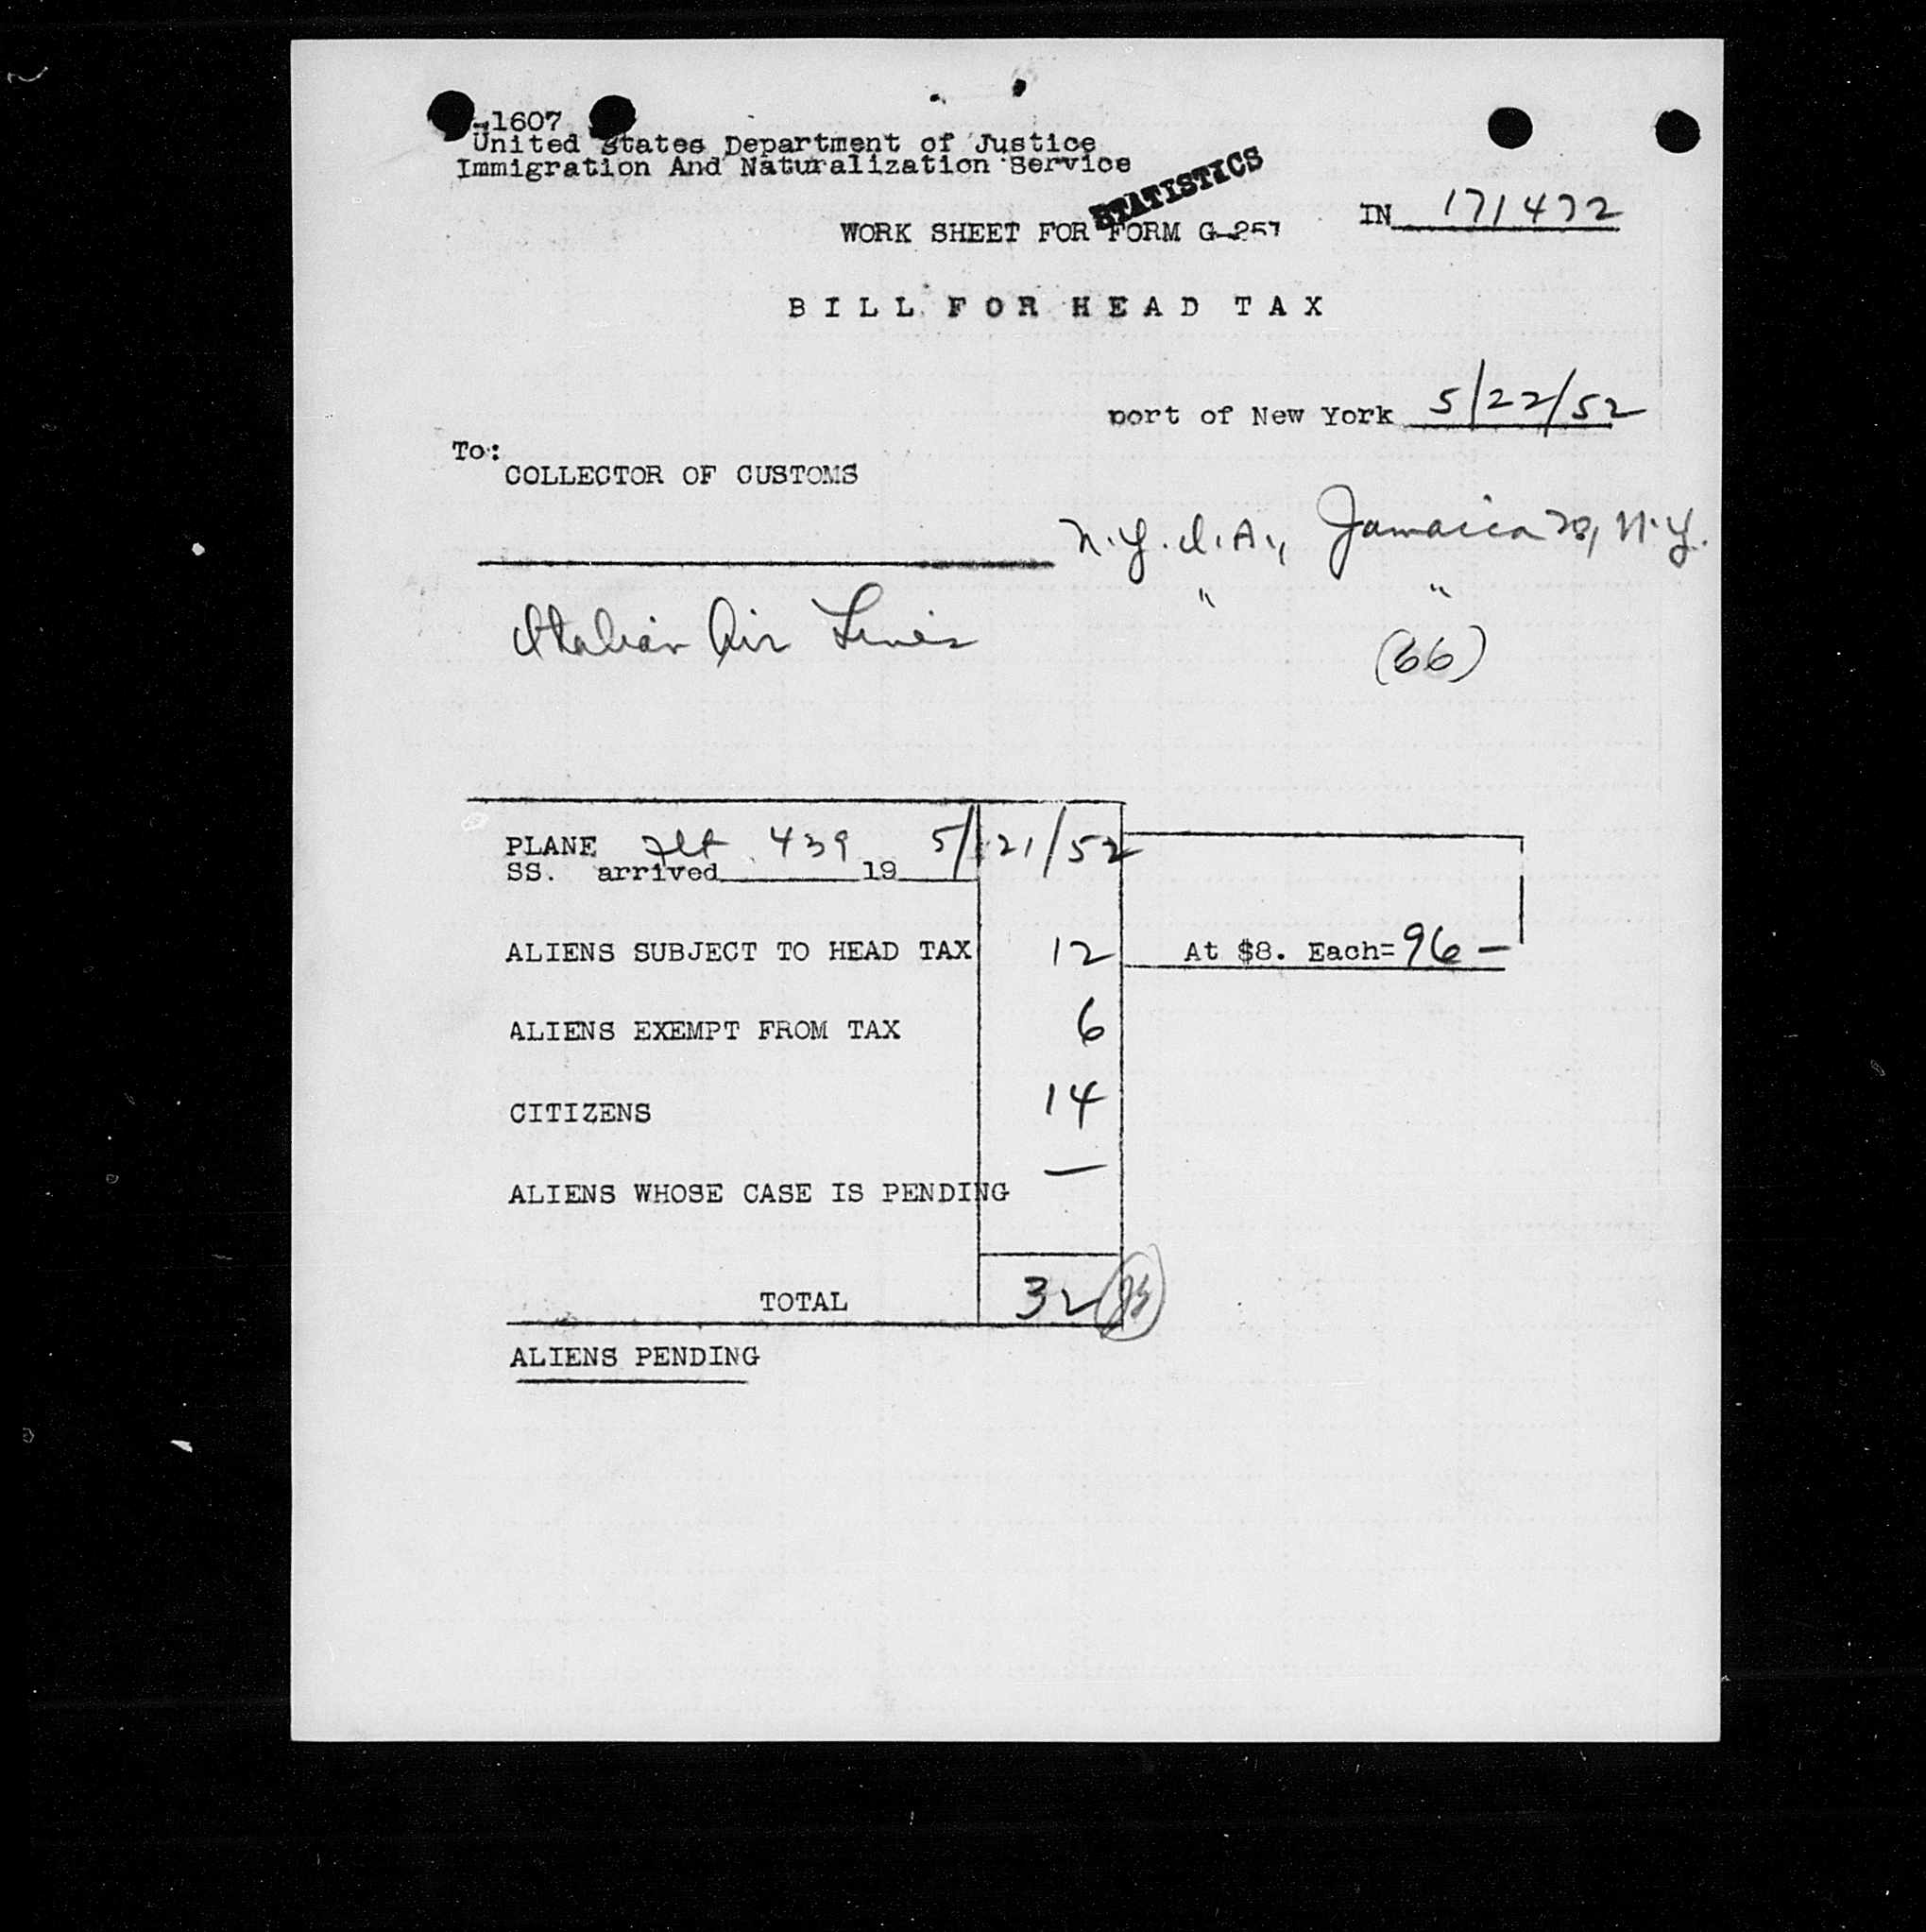 -1607
United States Department of Justice
Immigration And Naturalization Service
STATISTICS
WORK SHEET FOR FORM G-257
IN 171472
BILL FOR HEAD TAX
port of New York 5/22/52
To:
COLLECTOR OF CUSTOMS
N.Y.I.A., Jamaica N.Y.
" "
Italian Air Lines
(66)
PLANE flt 439 5/21/52
SS. arrived 19
ALIENS SUBJECT TO HEAD TAX 12 At $8. Each= 96 —
ALIENS EXEMPT FROM TAX 6
CITIZENS 14
ALIENS WHOSE CASE IS PENDING —
TOTAL 32
ALIENS PENDING